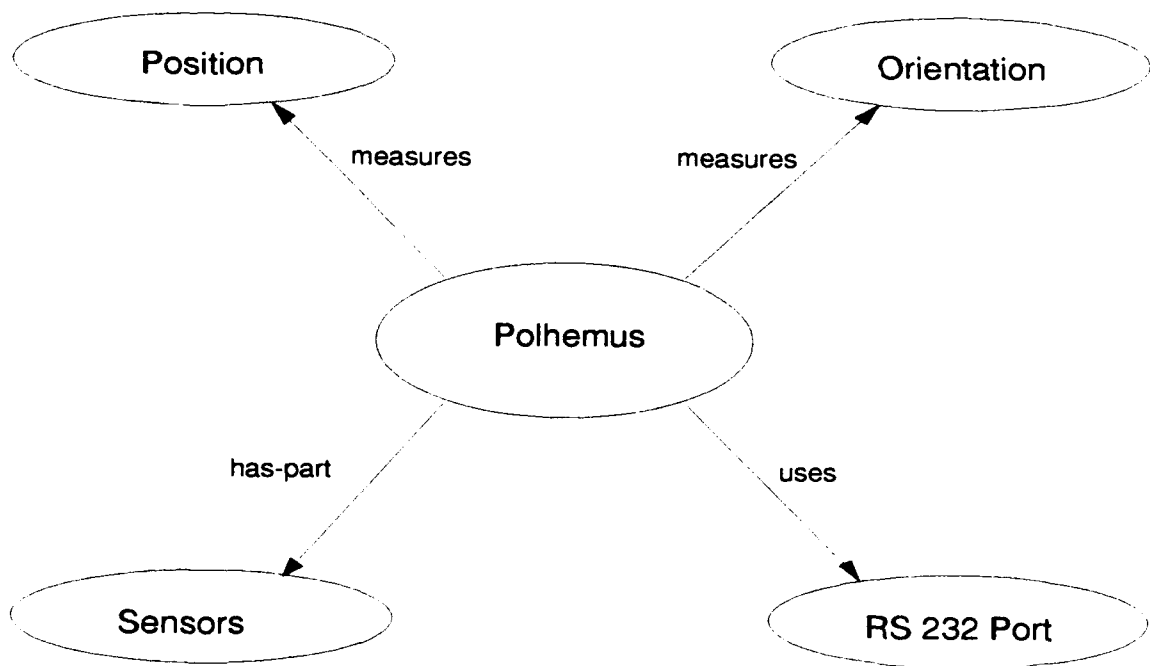 Position
Orientation
measures
measures
Polhemus
has-part
uses
Sensors
RS 232 Port